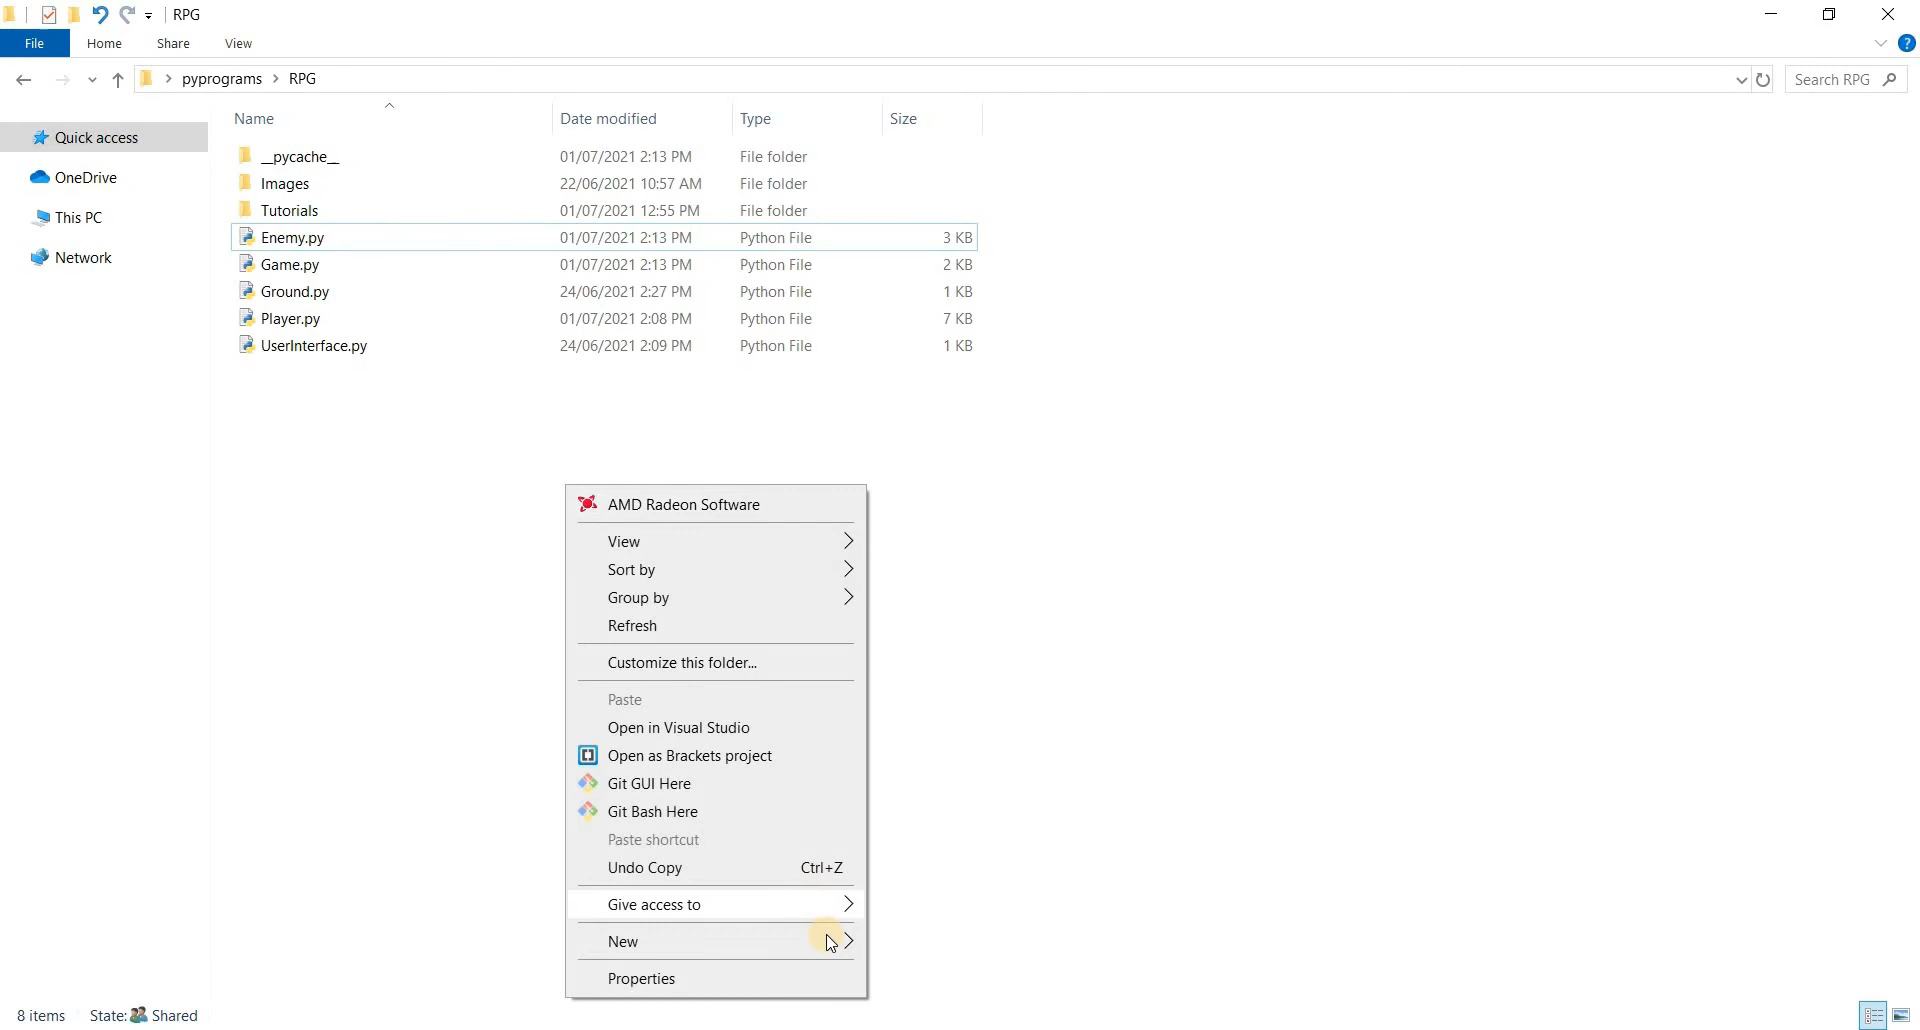 RPG
File Home Share View
pyprograms RPG Search RPG
Name Date modified Type Size
Quick access
OneDrive
This PC
Network
__pycache__ 01/07/2021 2:13 PM File folder
Images 22/06/2021 10:57 AM File folder
Tutorials 01/07/2021 12:55 PM File folder
Enemy.py 01/07/2021 2:13 PM Python File 3 KB
Game.py 01/07/2021 2:13 PM Python File 2 KB
Ground.py 24/06/2021 2:27 PM Python File 1 KB
Player.py 01/07/2021 2:08 PM Python File 7 KB
UserInterface.py 24/06/2021 2:09 PM Python File 1 KB
AMD Radeon Software
View
Sort by
Group by
Refresh
Customize this folder...
Paste
Open in Visual Studio
Open as Brackets project
Git GUI Here
Git Bash Here
Paste shortcut
Undo Copy Ctrl+Z
Give access to
New
Properties
8 items State: Shared